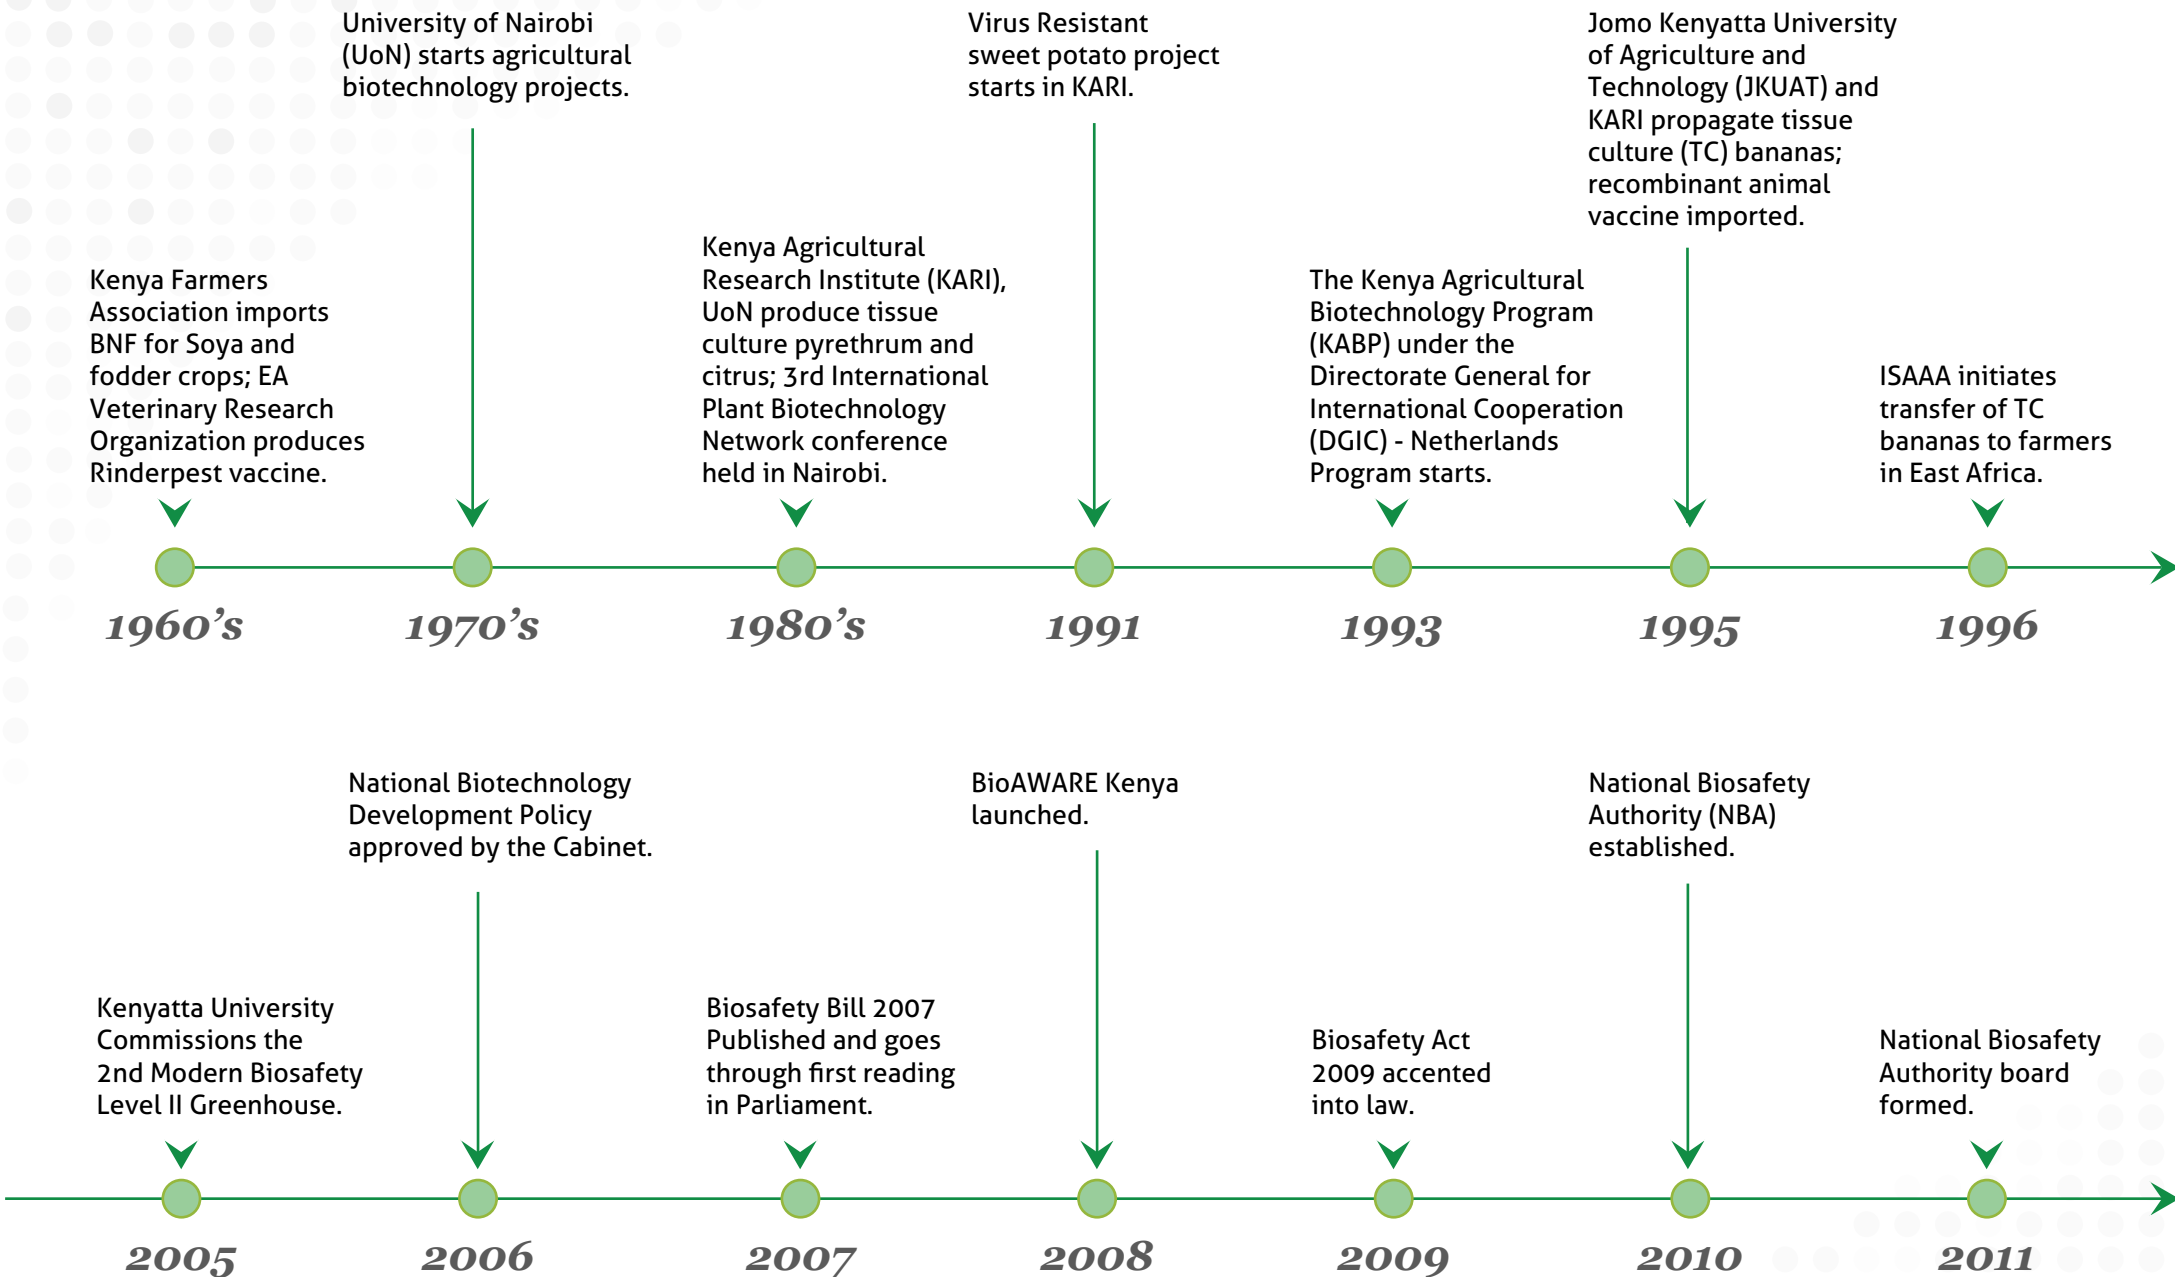 Kenya Farmers
Association imports
BNF for Soya and
fodder crops; EA
Veterinary Research
Organization produces
Rinderpest vaccine.
1960's
University of Nairobi
(UoN) starts agricultural
biotechnology projects.
1970's
Kenya Agricultural
Research Institute (KARI),
UoN produce tissue
culture pyrethrum and
citrus; 3rd International
Plant Biotechnology
Network conference
held in Nairobi.
1980's
Virus Resistant
sweet potato project
starts in KARI.
1991
The Kenya Agricultural
Biotechnology Program
(KABP) under the
Directorate General for
International Cooperation
(DGIC) - Netherlands
Program starts.
1993
Jomo Kenyatta University
of Agriculture and
Technology (JKUAT) and
KARI propagate tissue
culture (TC) bananas;
recombinant animal
vaccine imported.
1995
ISAAA initiates
transfer of TC
bananas to farmers
in East Africa.
1996
Kenyatta University
Commissions the
2nd Modern Biosafety
Level II Greenhouse.
2005
National Biotechnology
Development Policy
approved by the Cabinet.
2006
Biosafety Bill 2007
Published and goes
through first reading
in Parliament.
2007
BioAWARE Kenya
launched.
2008
Biosafety Act
2009 accented
into law.
2009
National Biosafety
Authority (NBA)
established.
2010
National Biosafety
Authority board
formed.
2011